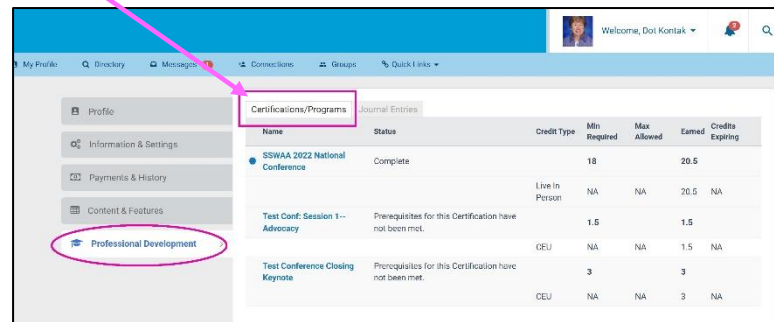 Welcome, Dot Kontak
My Profile Directory Messages Connections Groups Quick Links
Profile
Information & Settings
Payments & History
Content & Features
Professional Development
Certifications/Programs Journal Entries
Name Status Credit Type Min Required Max Allowed Earned Credits Expiring
SSWAA 2022 National Conference Complete 18 20.5
Live In Person NA NA 20.5 NA
Test Conf: Session 1-- Advocacy Prerequisites for this Certification have not been met. 1.5 1.5
CEU NA NA 1.5 NA
Test Conference Closing Keynote Prerequisites for this Certification have not been met. 3 3
CEU NA NA 3 NA